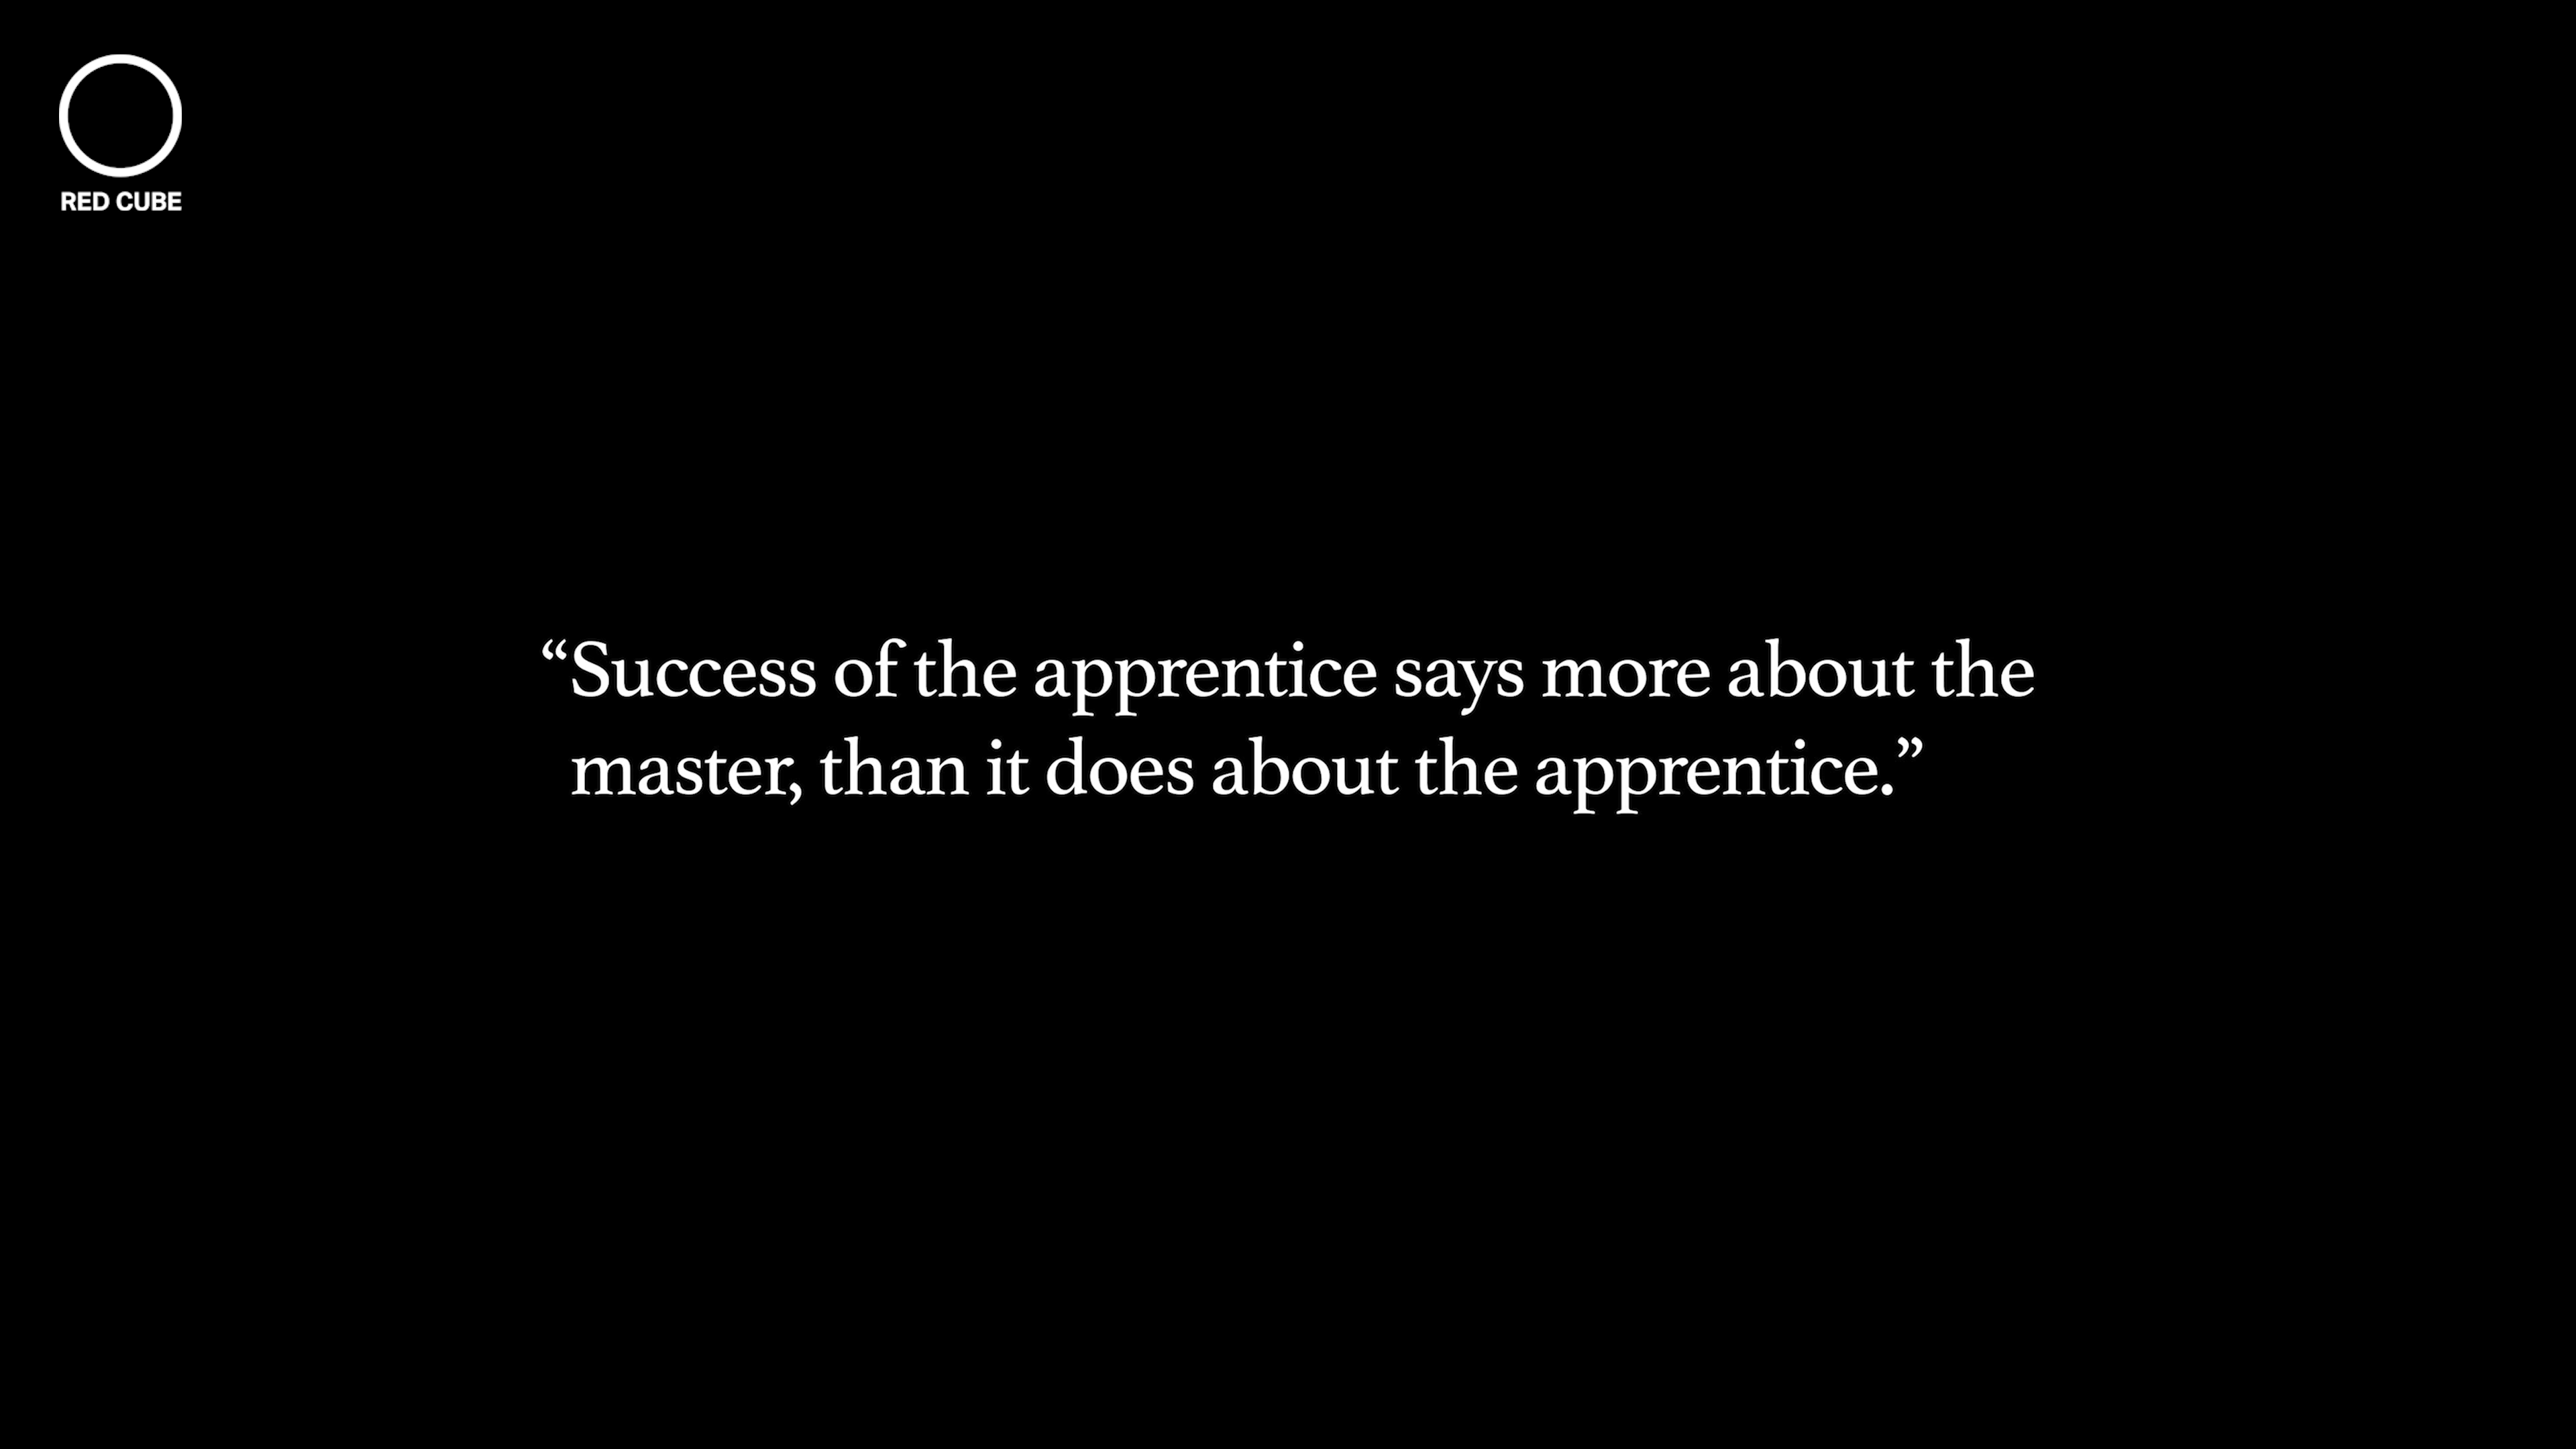 RED CUBE
“Success of the apprentice says more about the
master, than it does about the apprentice.”